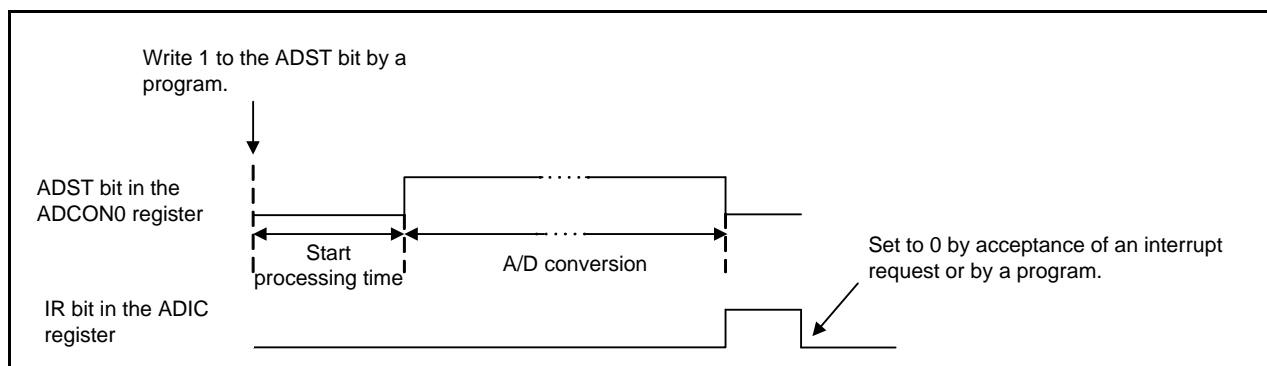 Write 1 to the ADST bit by a
program.
ADST bit in the
ADCON0 register
Start
processing time
A/D conversion
Set to 0 by acceptance of an interrupt
request or by a program.
IR bit in the ADIC
register